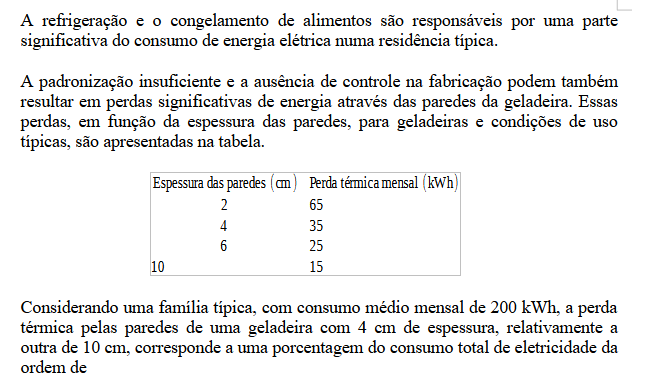 A refrigeração e o congelamento de alimentos são responsáveis por uma parte
significativa do consumo de energia elétrica numa residência típica.
A padronização insuficiente e a ausência de controle na fabricação podem também
resultar em perdas significativas de energia através das paredes da geladeira. Essas
perdas, em função da espessura das paredes, para geladeiras e condições de uso
típicas, são apresentadas na tabela.
Espessura das paredes (cm) Perda térmica mensal (kWh)
2 65
4 35
6 25
10 15
Considerando uma família típica, com consumo médio mensal de 200 kWh, a perda
térmica pelas paredes de uma geladeira com 4 cm de espessura, relativamente a
outra de 10 cm, corresponde a uma porcentagem do consumo total de eletricidade da
ordem de